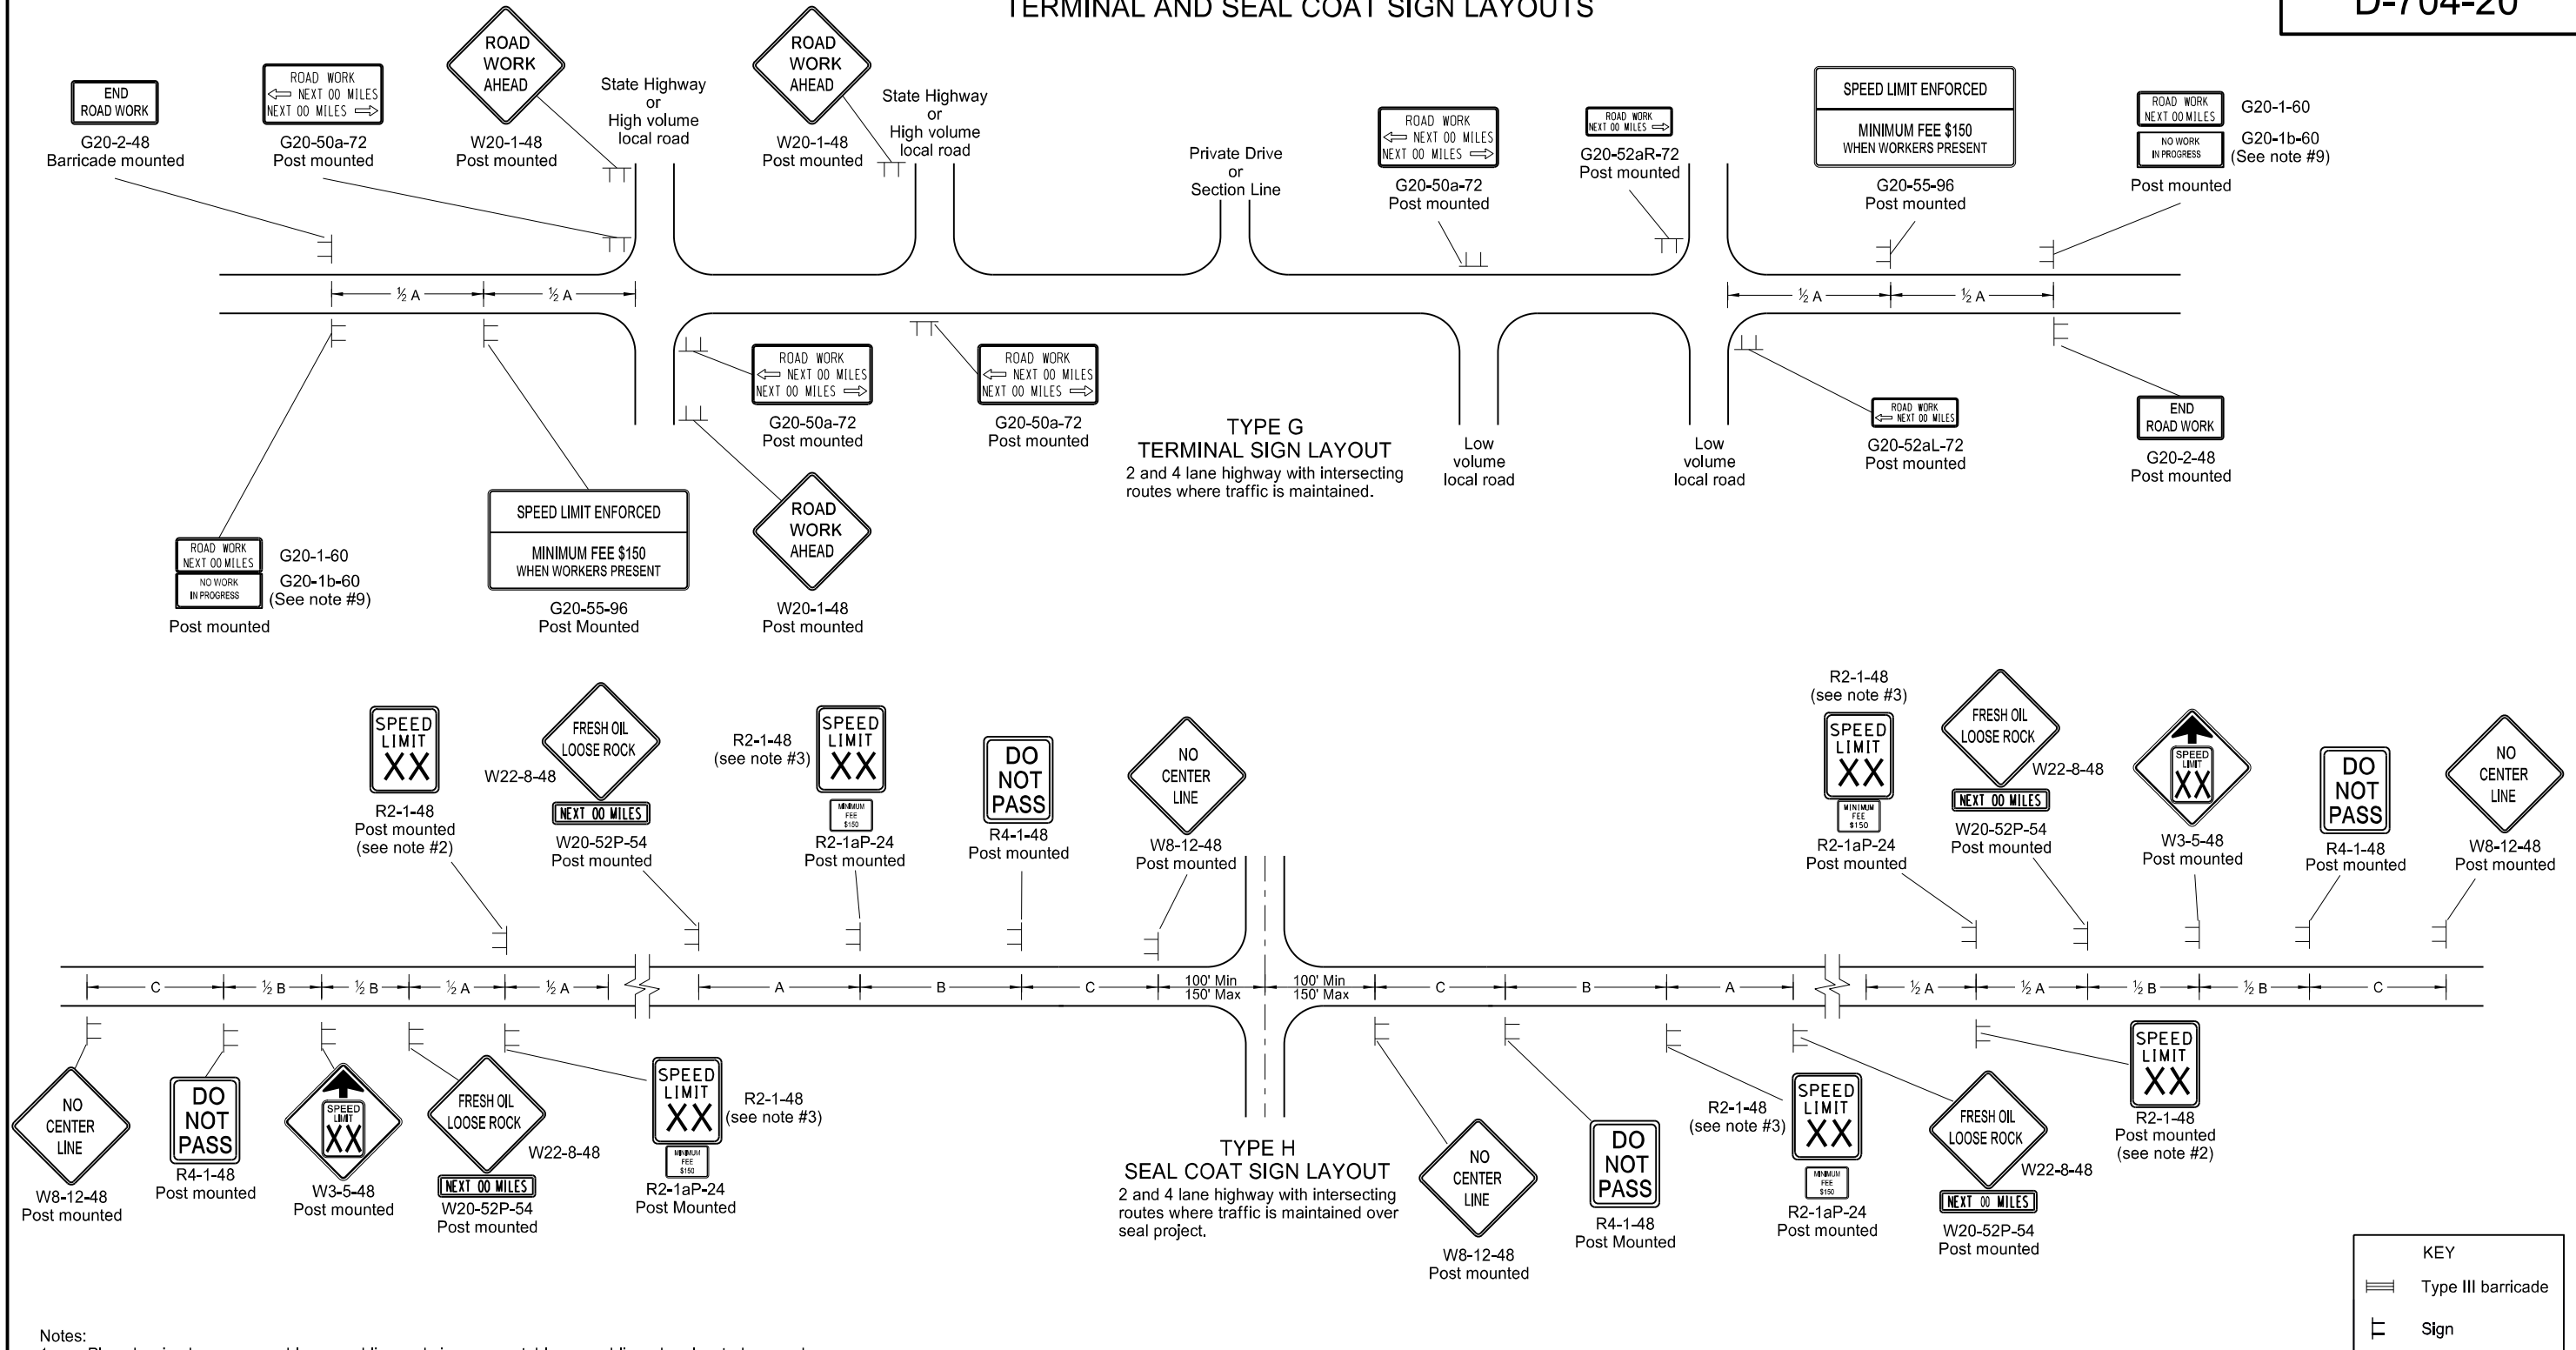 TERMINAL AND SEAL COAT SIGN LAYOUTS
D-704-20
END
ROAD WORK
G20-2-48
Barricade mounted
ROAD WORK
NEXT 00 MILES
NEXT 00 MILES
G20-50a-72
Post mounted
ROAD
WORK
AHEAD
W20-1-48
Post mounted
State Highway
or
High volume
local road
ROAD
WORK
AHEAD
W20-1-48
Post mounted
State Highway
or
High volume
local road
Private Drive
or
Section Line
ROAD WORK
NEXT 00 MILES
NEXT 00 MILES
G20-50a-72
Post mounted
ROAD WORK
NEXT 00 MILES
G20-52aR-72
Post mounted
SPEED LIMIT ENFORCED
MINIMUM FEE $150
WHEN WORKERS PRESENT
G20-55-96
Post mounted
ROAD WORK
NEXT 00 MILES
G20-1-60
NO WORK
IN PROGRESS
G20-1b-60
(See note #9)
Post mounted
½ A
½ A
½ A
½ A
ROAD WORK
NEXT 00 MILES
NEXT 00 MILES
G20-50a-72
Post mounted
ROAD WORK
NEXT 00 MILES
NEXT 00 MILES
G20-50a-72
Post mounted
TYPE G
TERMINAL SIGN LAYOUT
2 and 4 lane highway with intersecting
routes where traffic is maintained.
Low
volume
local road
Low
volume
local road
ROAD WORK
NEXT 00 MILES
G20-52aL-72
Post mounted
END
ROAD WORK
G20-2-48
Post mounted
ROAD WORK
NEXT 00 MILES
G20-1-60
NO WORK
IN PROGRESS
G20-1b-60
(See note #9)
Post mounted
SPEED LIMIT ENFORCED
MINIMUM FEE $150
WHEN WORKERS PRESENT
G20-55-96
Post Mounted
ROAD
WORK
AHEAD
W20-1-48
Post mounted
SPEED
LIMIT
XX
R2-1-48
Post mounted
(see note #2)
FRESH OIL
LOOSE ROCK
W22-8-48
NEXT 00 MILES
W20-52P-54
Post mounted
R2-1-48
(see note #3)
SPEED
LIMIT
XX
MINIMUM
FEE
$150
R2-1aP-24
Post mounted
DO
NOT
PASS
R4-1-48
Post mounted
NO
CENTER
LINE
W8-12-48
Post mounted
R2-1-48
(see note #3)
SPEED
LIMIT
XX
MINIMUM
FEE
$150
R2-1aP-24
Post mounted
FRESH OIL
LOOSE ROCK
W22-8-48
NEXT 00 MILES
W20-52P-54
Post mounted
SPEED
LIMIT
XX
W3-5-48
Post mounted
DO
NOT
PASS
R4-1-48
Post mounted
NO
CENTER
LINE
W8-12-48
Post mounted
C
½ B
½ B
½ A
½ A
A
B
C
100' Min
150' Max
100' Min
150' Max
C
B
A
½ A
½ A
½ B
½ B
C
NO
CENTER
LINE
W8-12-48
Post mounted
DO
NOT
PASS
R4-1-48
Post mounted
SPEED
LIMIT
XX
W3-5-48
Post mounted
FRESH OIL
LOOSE ROCK
W22-8-48
NEXT 00 MILES
W20-52P-54
Post mounted
SPEED
LIMIT
XX
R2-1-48
(see note #3)
MINIMUM
FEE
$150
R2-1aP-24
Post Mounted
TYPE H
SEAL COAT SIGN LAYOUT
2 and 4 lane highway with intersecting
routes where traffic is maintained over
seal project.
NO
CENTER
LINE
W8-12-48
Post mounted
DO
NOT
PASS
R4-1-48
Post Mounted
R2-1-48
(see note #3)
SPEED
LIMIT
XX
MINIMUM
FEE
$150
R2-1aP-24
Post mounted
FRESH OIL
LOOSE ROCK
W22-8-48
NEXT 00 MILES
W20-52P-54
Post mounted
SPEED
LIMIT
XX
R2-1-48
Post mounted
(see note #2)
KEY
Type III barricade
Sign
Notes: